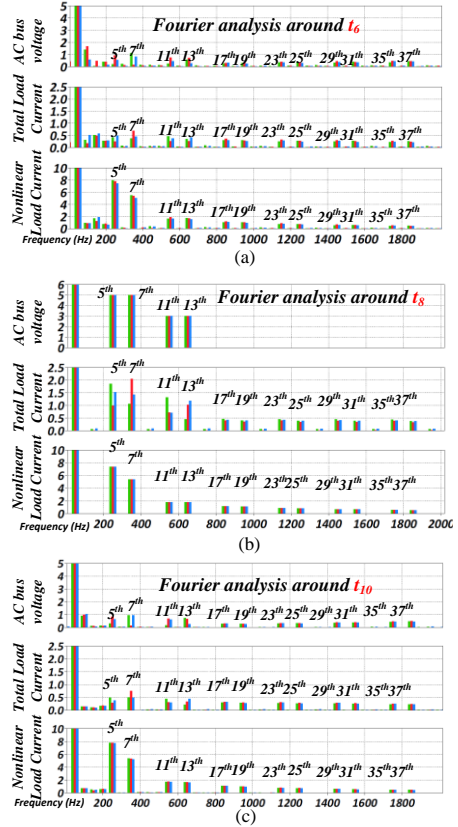 Fourier analysis around t6
AC bus voltage
5
4
3
2
1
0
5th 7th 11th 13th 17th 19th 23th 25th 29th 31th 35th 37th
Total Load Current
2.5
2.0
1.5
1.0
0.5
0.0
5th 7th 11th 13th 17th 19th 23th 25th 29th 31th 35th 37th
Nonlinear Load Current
10
8
6
4
2
0
5th 7th 11th 13th 17th 19th 23th 25th 29th 31th 35th 37th
Frequency (Hz) 200 400 600 800 1000 1200 1400 1600 1800
(a)
Fourier analysis around t8
AC bus voltage
6
5
4
3
2
1
0
5th 7th 11th 13th
Total Load Current
2.5
2.0
1.5
1.0
0.5
0.0
5th 7th 11th 13th 17th 19th 23th 25th 29th 31th 35th 37th
Nonlinear Load Current
10
8
6
4
2
0
5th 7th 11th 13th 17th 19th 23th 25th 29th 31th 35th 37th
Frequency (Hz) 200 400 600 800 1000 1200 1400 1600 1800 2000
(b)
Fourier analysis around t10
AC bus voltage
5
4
3
2
1
0
5th 7th 11th 13th 17th 19th 23th 25th 29th 31th 35th 37th
Total Load Current
2.5
2.0
1.5
1.0
0.5
0.0
5th 7th 11th 13th 17th 19th 23th 25th 29th 31th 35th 37th
Nonlinear Load Current
10
8
6
4
2
0
5th 7th 11th 13th 17th 19th 23th 25th 29th 31th 35th 37th
Frequency (Hz) 200 400 600 800 1000 1200 1400 1600 1800
(c)